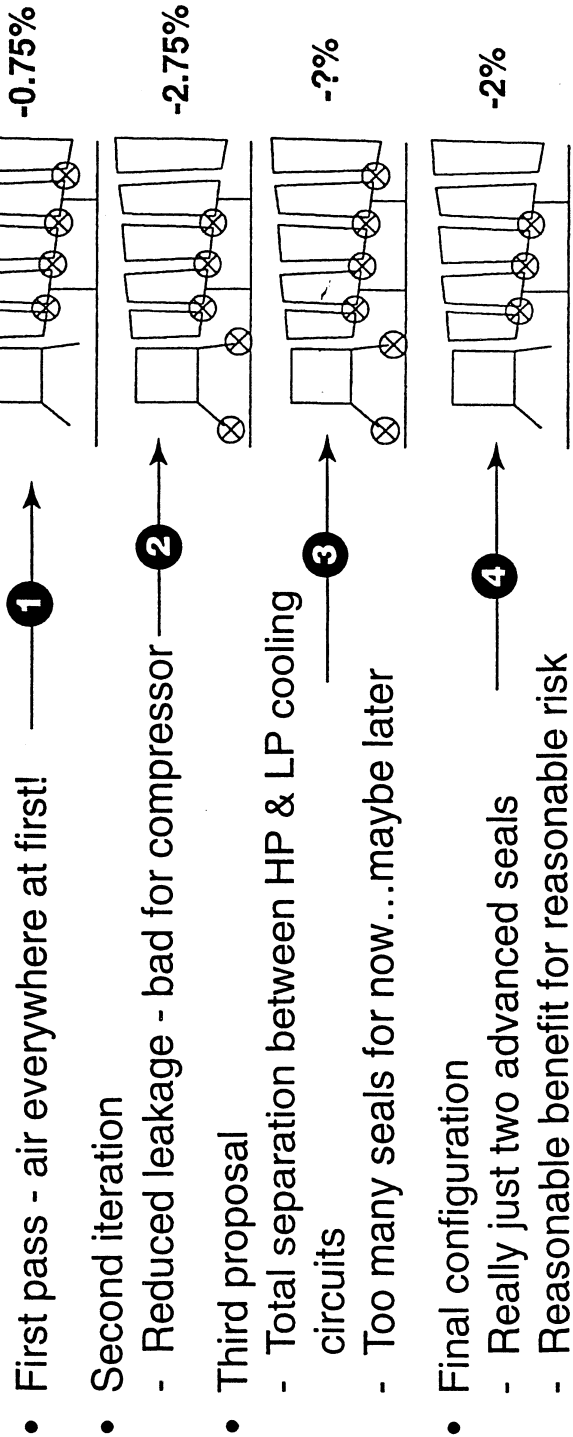 • First pass - air everywhere at first! 1 -0.75%
• Second iteration
- Reduced leakage - bad for compressor 2 -2.75%
• Third proposal
- Total separation between HP & LP cooling
circuits 3 -?%
- Too many seals for now...maybe later
• Final configuration 4 -2%
- Really just two advanced seals
- Reasonable benefit for reasonable risk